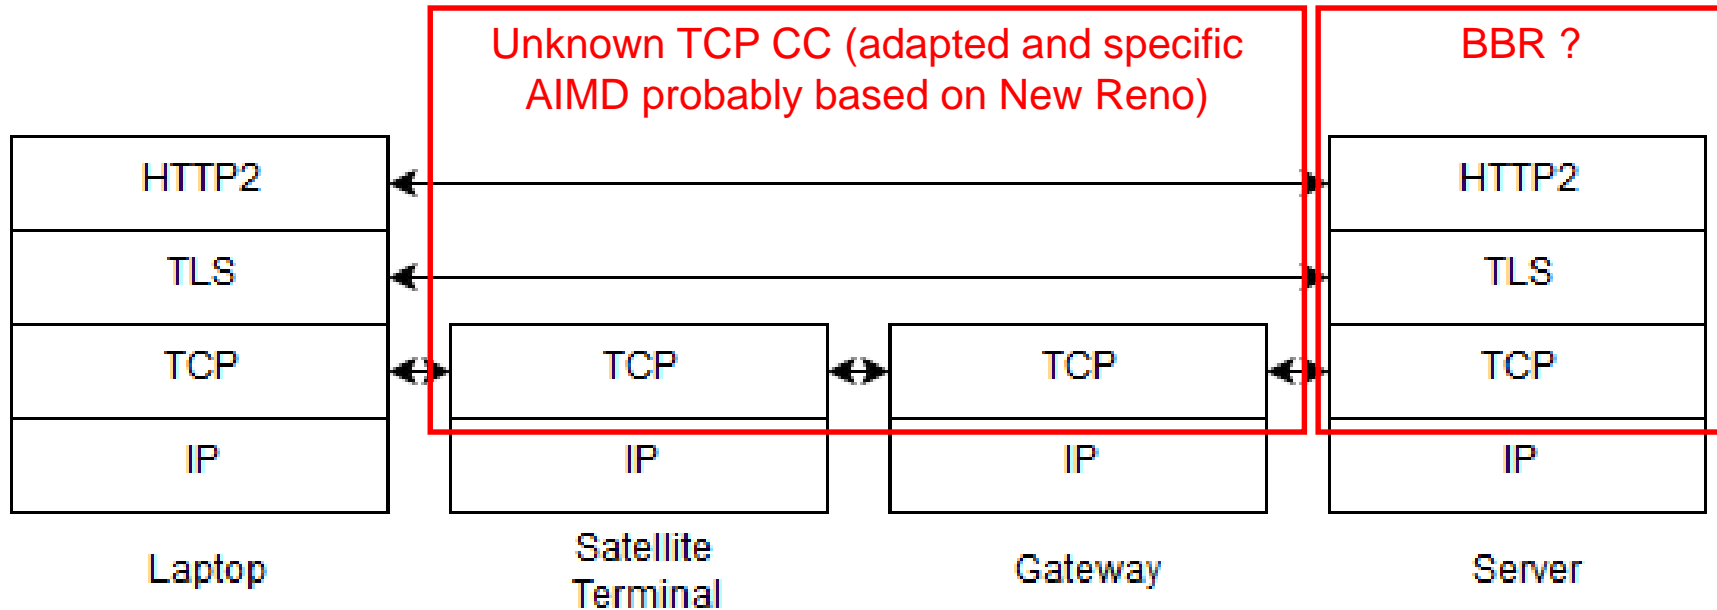 Unknown TCP CC (adapted and specific
AIMD probably based on New Reno)
BBR ?
HTTP2
HTTP2
TLS
TLS
TCP
TCP
TCP
TCP
IP
IP
IP
IP
Laptop
Satellite
Terminal
Gateway
Server